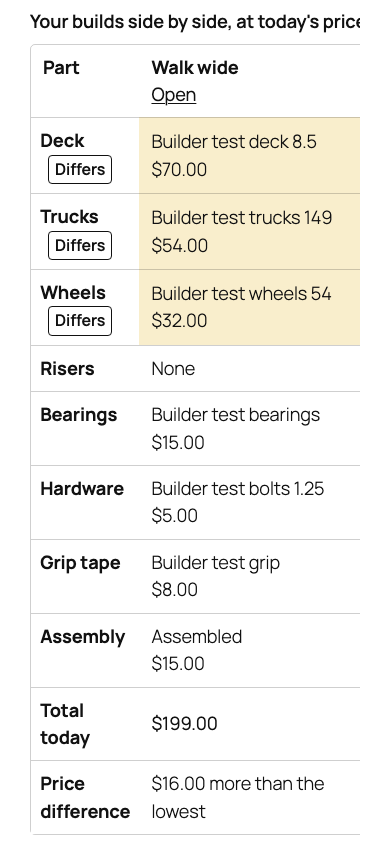 Your builds side by side, at today's price
Part
Walk wide
Open
Deck
Differs
Builder test deck 8.5
$70.00
Trucks
Differs
Builder test trucks 149
$54.00
Wheels
Differs
Builder test wheels 54
$32.00
Risers
None
Bearings
Builder test bearings
$15.00
Hardware
Builder test bolts 1.25
$5.00
Grip tape
Builder test grip
$8.00
Assembly
Assembled
$15.00
Total
today
$199.00
Price
difference
$16.00 more than the
lowest